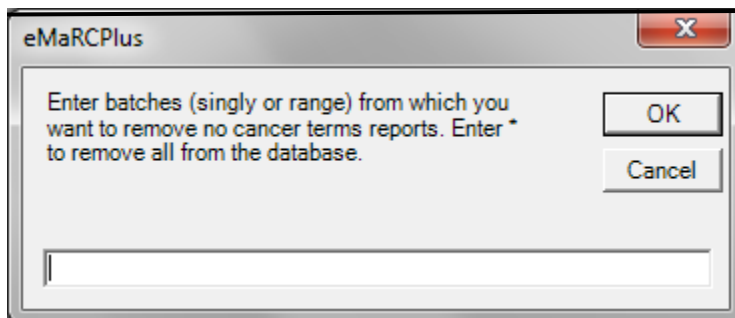 eMaRCPlus
Enter batches (singly or range) from which you
want to remove no cancer terms reports. Enter *
to remove all from the database.
OK
Cancel